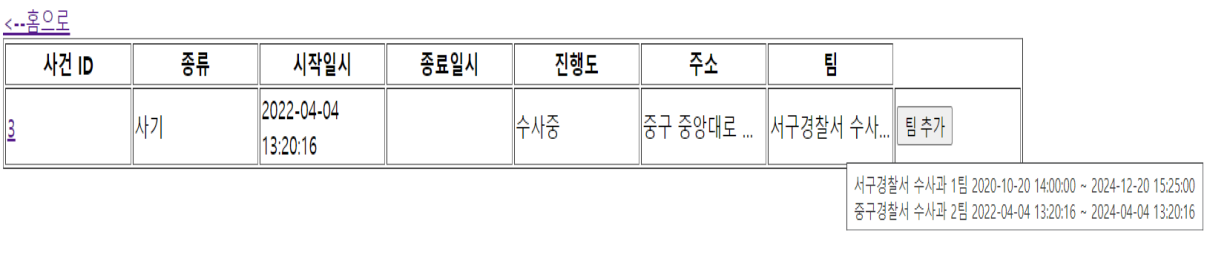 <--홈으로
사건 ID 종류 시작일시 종료일시 진행도 주소 팀
3 사기 2022-04-04 13:20:16 수사중 중구 중앙대로 ... 서구경찰서 수사... 팀 추가
서구경찰서 수사과 1팀 2020-10-20 14:00:00 ~ 2024-12-20 15:25:00
중구경찰서 수사과 2팀 2022-04-04 13:20:16 ~ 2024-04-04 13:20:16